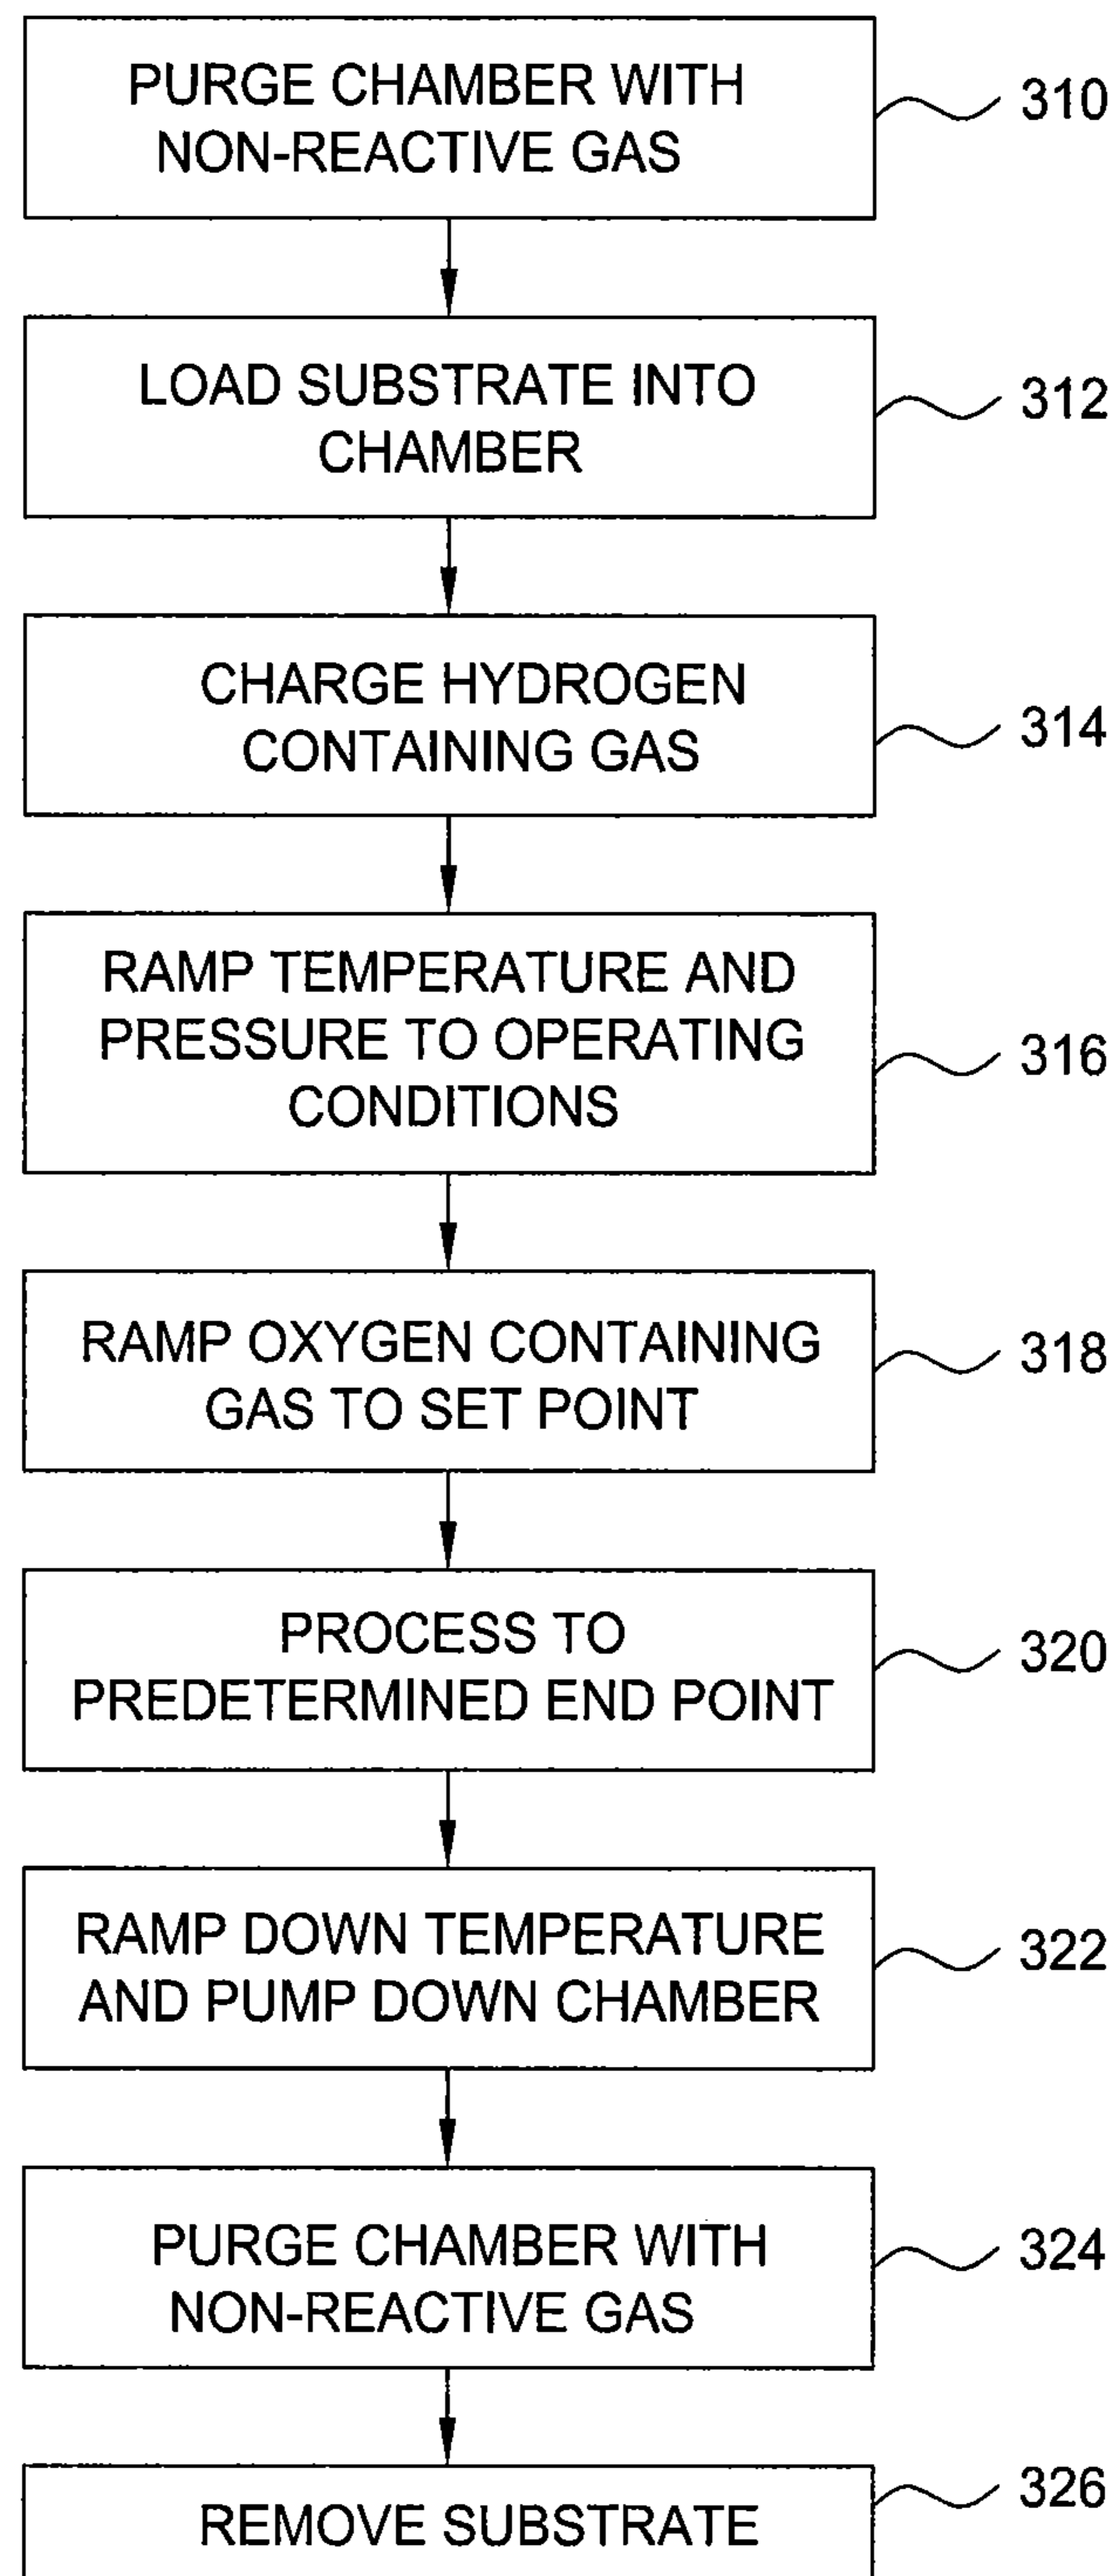 PURGE CHAMBER WITH
NON-REACTIVE GAS
310
LOAD SUBSTRATE INTO
CHAMBER
312
CHARGE HYDROGEN
CONTAINING GAS
314
RAMP TEMPERATURE AND
PRESSURE TO OPERATING
CONDITIONS
316
RAMP OXYGEN CONTAINING
GAS TO SET POINT
318
PROCESS TO
PREDETERMINED END POINT
320
RAMP DOWN TEMPERATURE
AND PUMP DOWN CHAMBER
322
PURGE CHAMBER WITH
NON-REACTIVE GAS
324
REMOVE SUBSTRATE
326